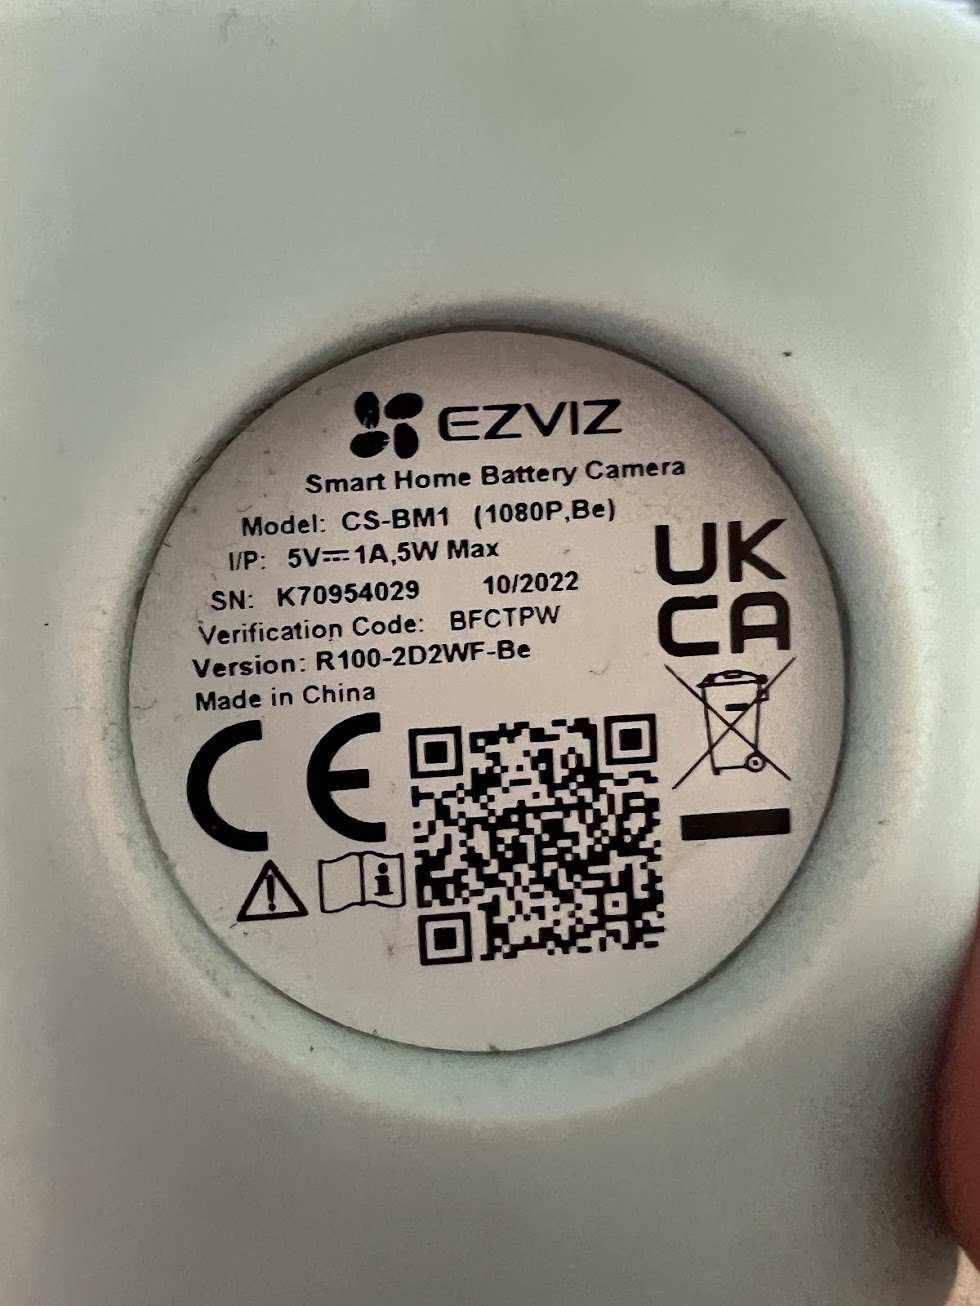 EZVIZ
Smart Home Battery Camera
Model: CS-BM1 (1080P,Be)
I/P: 5V⎓1A,5W Max
SN: K70954029 10/2022
Verification Code: BFCTPW
Version: R100-2D2WF-Be
Made in China
UK
CA
CE